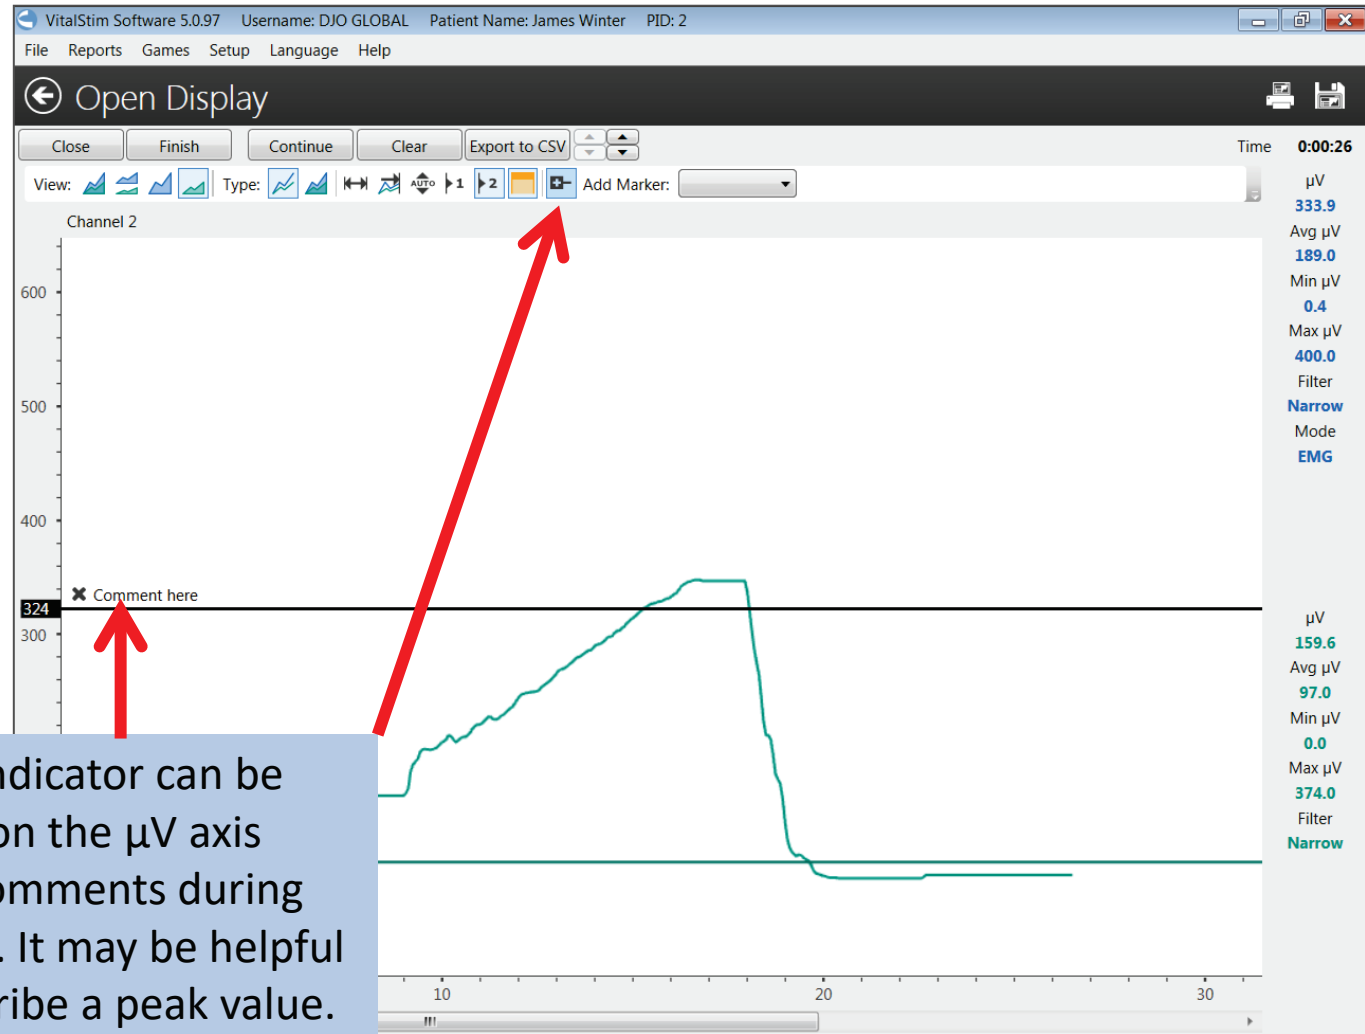 VitalStim Software 5.0.97 Username: DJO GLOBAL Patient Name: James Winter PID: 2
File Reports Games Setup Language Help
Open Display
Close Finish Continue Clear Export to CSV
Time 0:00:26
View: Type: AUTO 1 2 Add Marker:
Channel 2
µV
333.9
Avg µV
189.0
Min µV
0.4
Max µV
400.0
Filter
Narrow
Mode
EMG
600
500
400
Comment here
324
300
µV
159.6
Avg µV
97.0
Min µV
0.0
Max µV
374.0
Filter
Narrow
ndicator can be
on the µV axis
omments during
. It may be helpful
ribe a peak value.
10 20 30